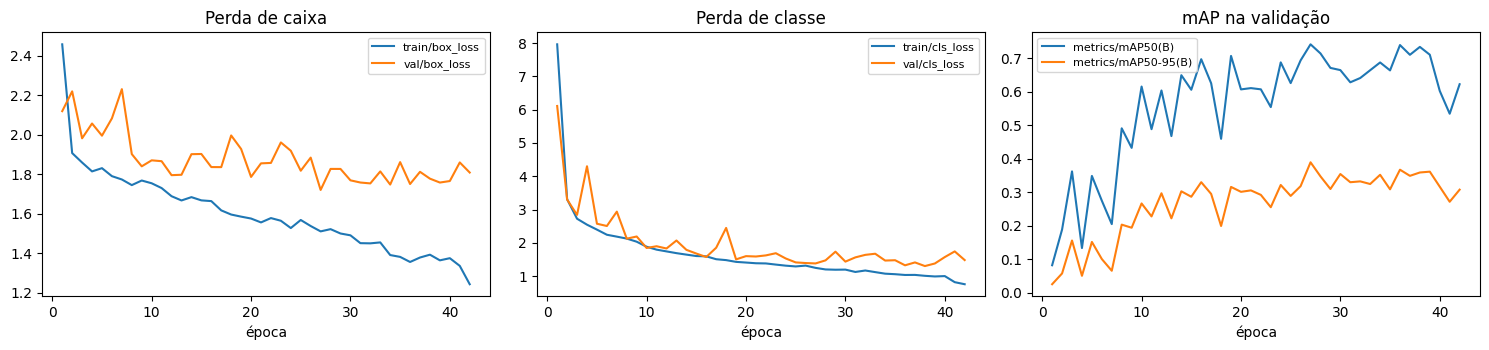 Perda de caixa
train/box_loss
val/box_loss
2.4
2.2
2.0
1.8
1.6
1.4
1.2
0 10 20 30 40
época
Perda de classe
train/cls_loss
val/cls_loss
8
7
6
5
4
3
2
1
0 10 20 30 40
época
mAP na validação
metrics/mAP50(B)
metrics/mAP50-95(B)
0.7
0.6
0.5
0.4
0.3
0.2
0.1
0.0
0 10 20 30 40
época